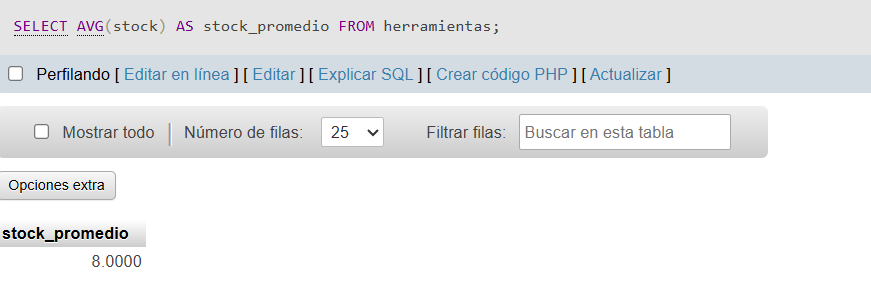 SELECT AVG(stock) AS stock_promedio FROM herramientas;
Perfilando [ Editar en línea ] [ Editar ] [ Explicar SQL ] [ Crear código PHP ] [ Actualizar ]
Mostrar todo | Número de filas: 25 Filtrar filas: Buscar en esta tabla
Opciones extra
stock_promedio
8.0000